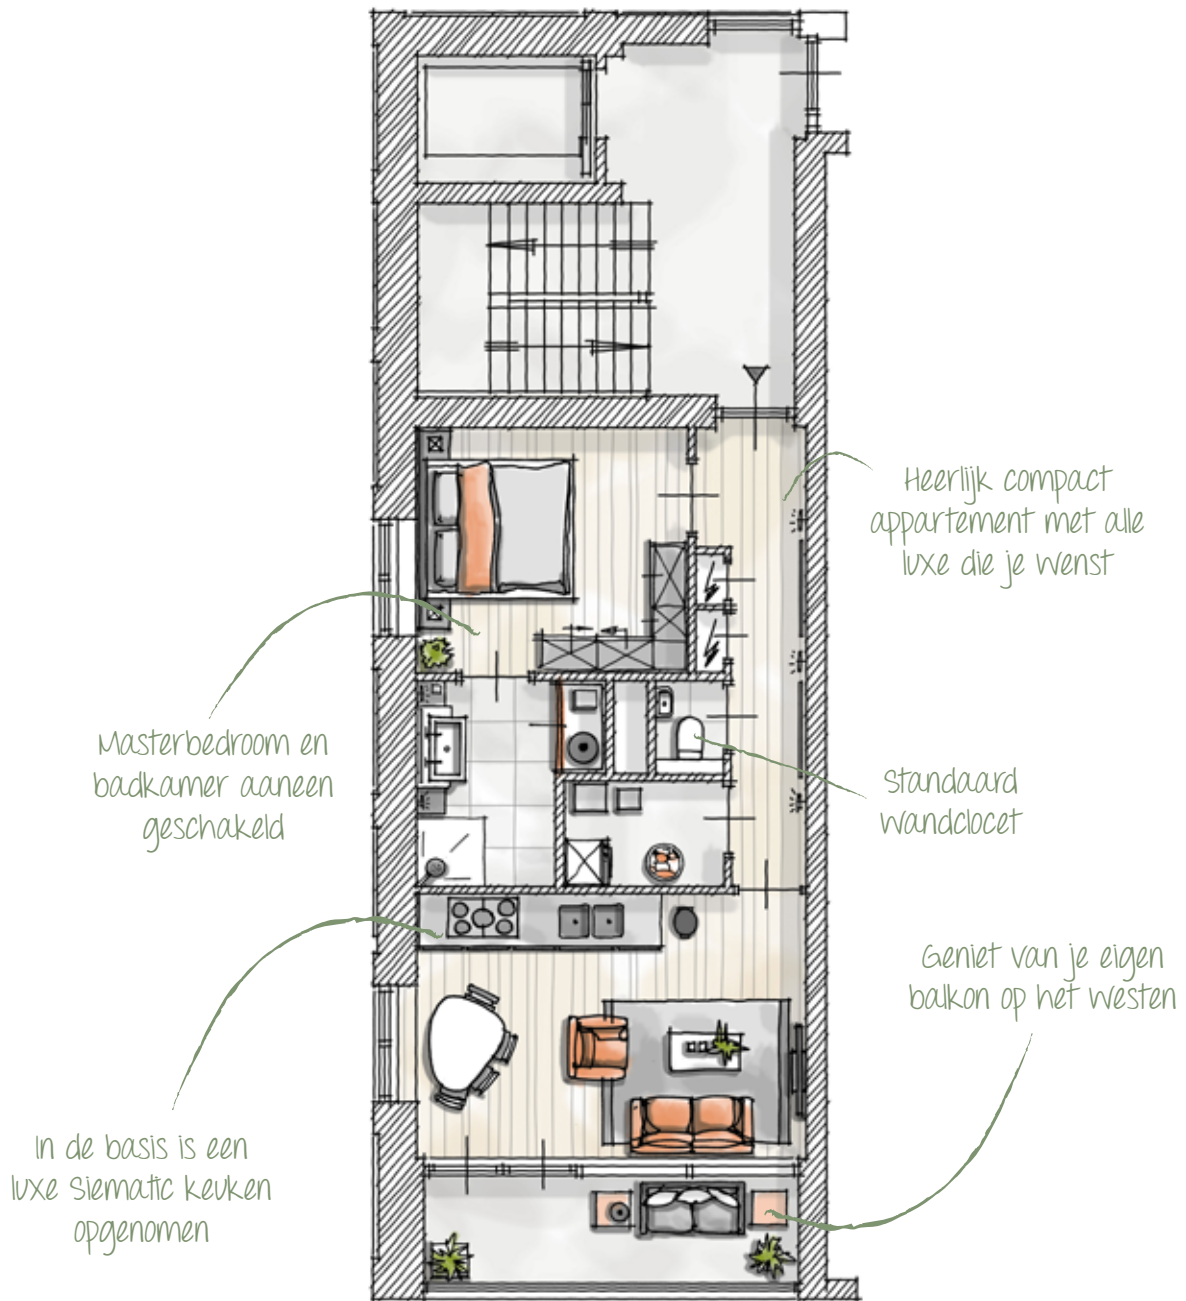 Heerlijk compact
appartement met alle
luxe die je wenst
Masterbedroom en
badkamer aaneen
geschakeld
Standaard
wandclocet
Geniet van je eigen
balkon op het westen
In de basis is een
luxe Siematic keuken
opgenomen